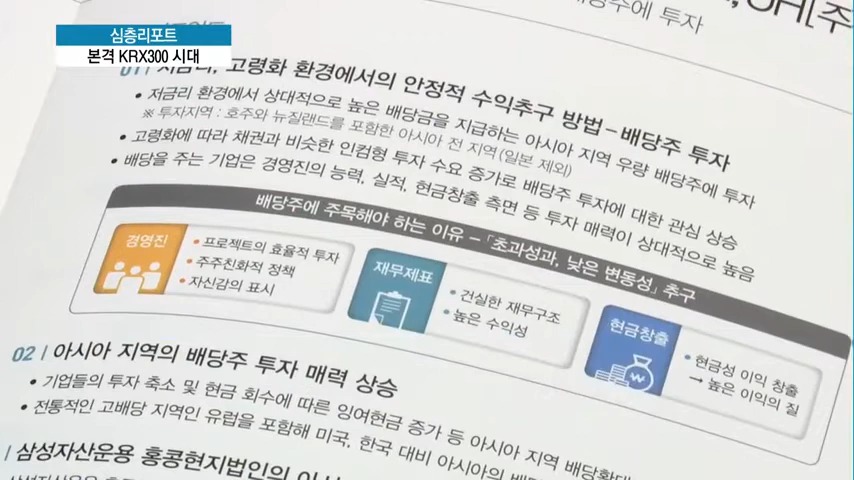 심층리포트
본격 KRX300 시대
배당주에 투자
01 | 저금리, 고령화 환경에서의 안정적 수익추구 방법 – 배당주 투자
• 저금리 환경에서 상대적으로 높은 배당금을 지급하는 아시아 지역 우량 배당주에 투자
※ 투자지역 : 호주와 뉴질랜드를 포함한 아시아 전 지역(일본 제외)
• 고령화에 따라 채권과 비슷한 인컴형 투자 수요 증가로 배당주 투자에 대한 관심 상승
• 배당을 주는 기업은 경영진의 능력, 실적, 현금창출 측면 등 투자 매력이 상대적으로 높음
배당주에 주목해야 하는 이유 – 「초과성과, 낮은 변동성」 추구
경영진
• 프로젝트의 효율적 투자
• 주주친화적 정책
• 자신감의 표시
재무제표
• 건실한 재무구조
• 높은 수익성
현금창출
• 현금성 이익 창출
→ 높은 이익의 질
02 | 아시아 지역의 배당주 투자 매력 상승
• 기업들의 투자 축소 및 현금 회수에 따른 잉여현금 증가 등 아시아 지역 배당확대
• 전통적인 고배당 지역인 유럽을 포함해 미국, 한국 대비 아시아의
| 삼성자산운용 홍콩현지법인의